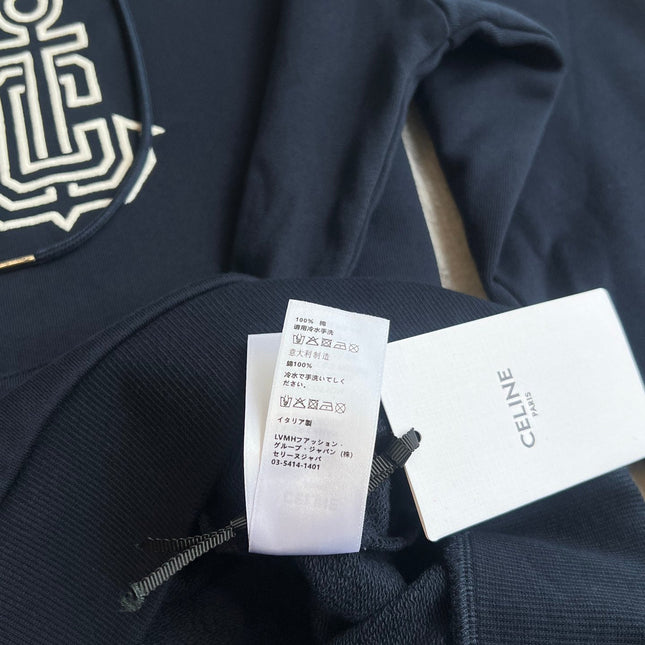 100% 棉
適用冷水手洗
意大利制造
綿100%
冷水で手洗いしてく
ださい。
イタリア製
LVMHファッション・
グループ・ジャパン (株)
セリーヌジャパ
03-5414-1401
CELINE
CELINE
PARIS